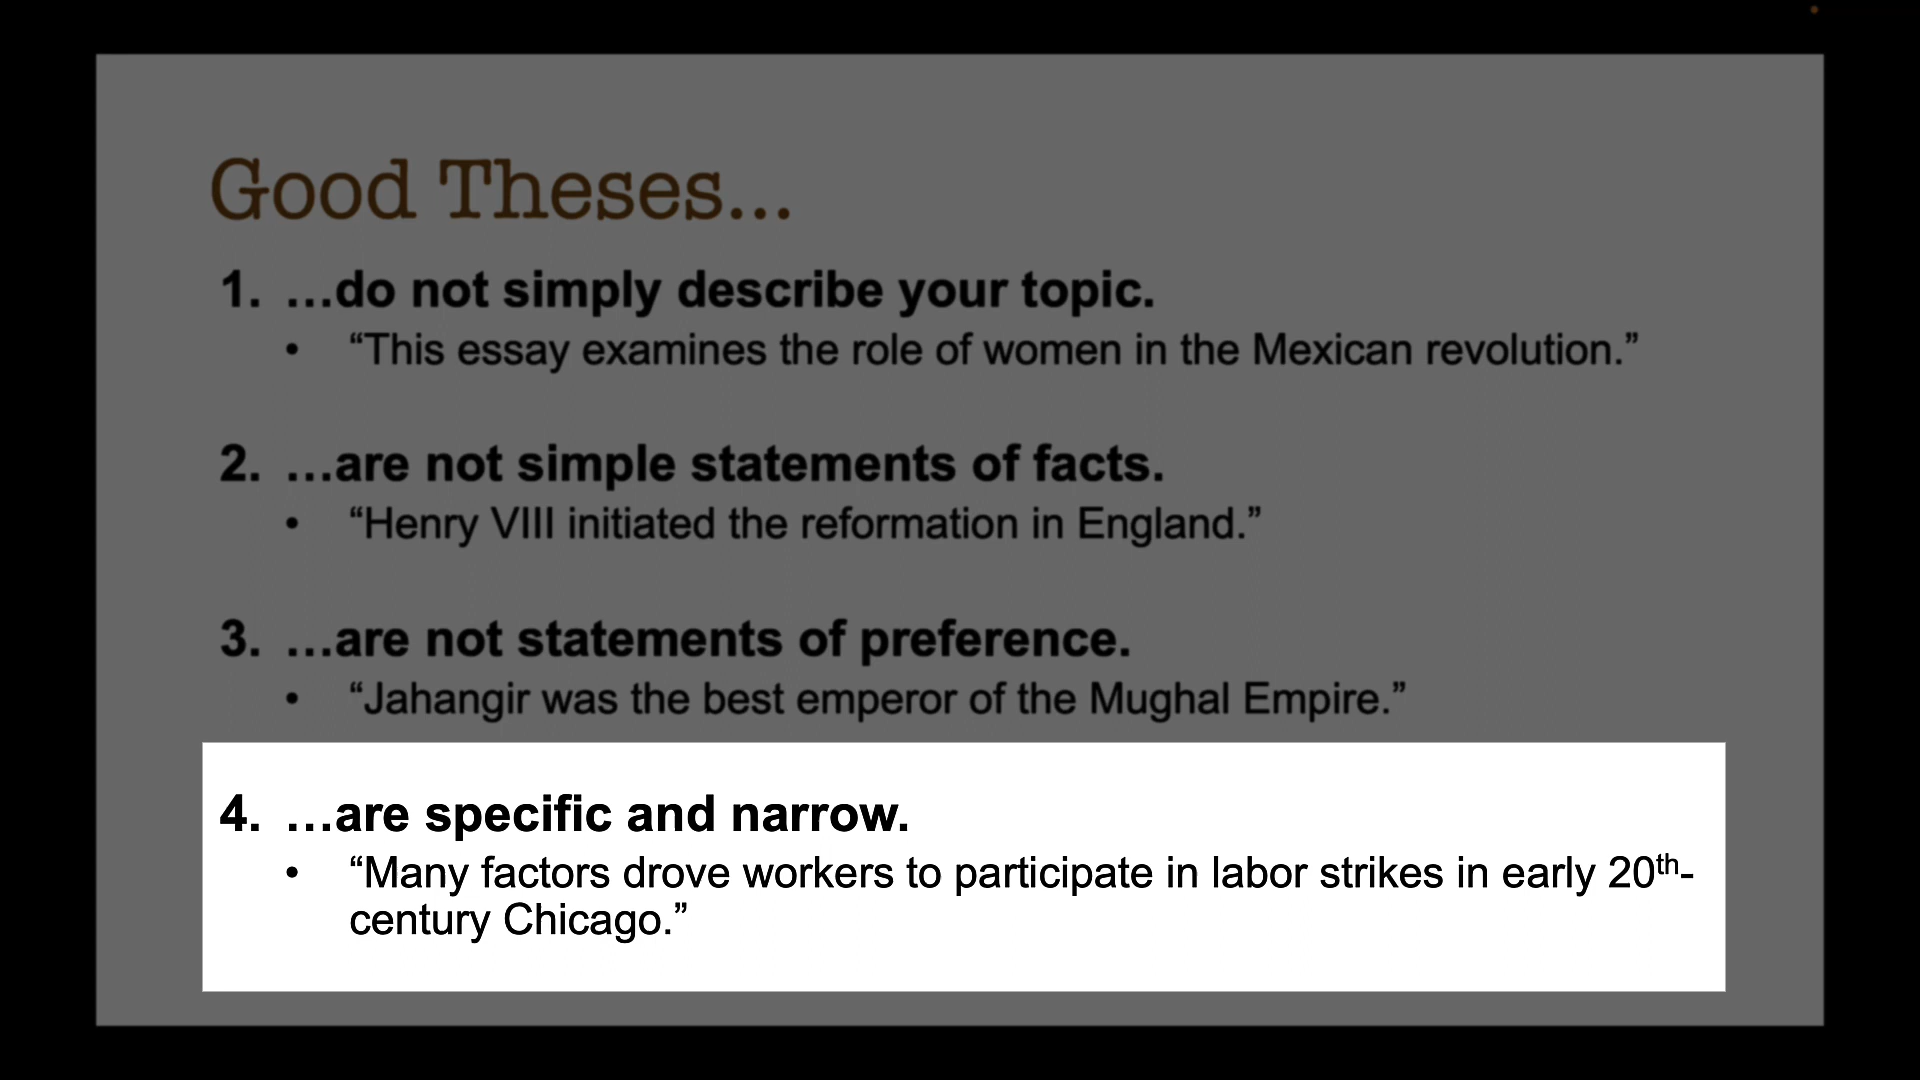 Good Theses...
1. …do not simply describe your topic.
• “This essay examines the role of women in the Mexican revolution.”
2. …are not simple statements of facts.
• “Henry VIII initiated the reformation in England.”
3. …are not statements of preference.
• “Jahangir was the best emperor of the Mughal Empire.”
4. …are specific and narrow.
• “Many factors drove workers to participate in labor strikes in early 20th-
century Chicago.”